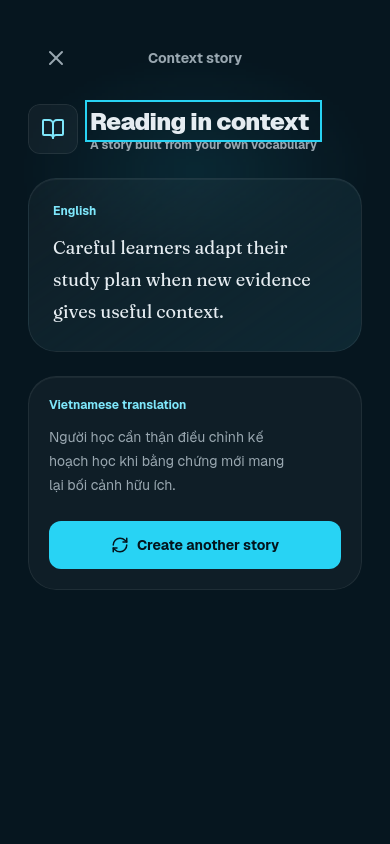 Context story
Reading in context
A story built from your own vocabulary
English
Careful learners adapt their
study plan when new evidence
gives useful context.
Vietnamese translation
Người học cẩn thận điều chỉnh kế
hoạch học khi bằng chứng mới mang
lại bối cảnh hữu ích.
Create another story